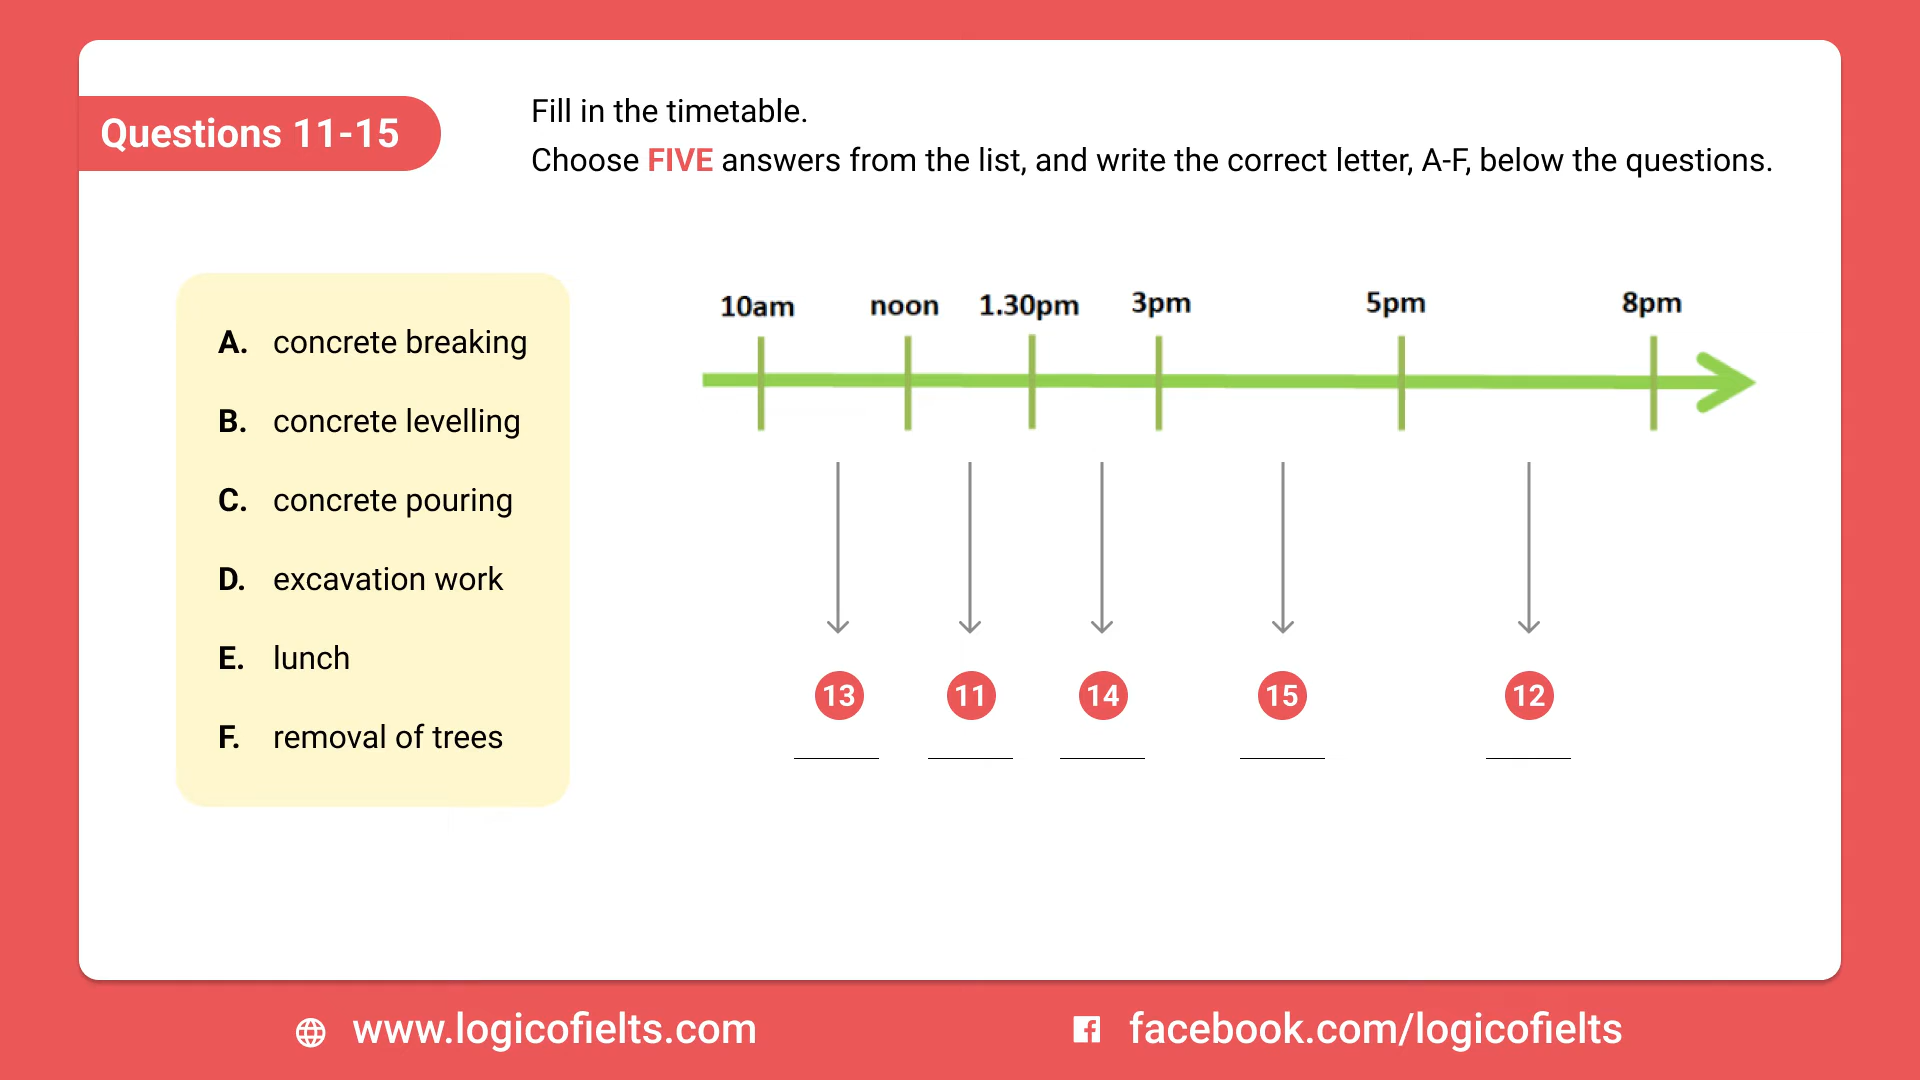 Questions 11-15
Fill in the timetable.
Choose FIVE answers from the list, and write the correct letter, A-F, below the questions.
A. concrete breaking
B. concrete levelling
C. concrete pouring
D. excavation work
E. lunch
F. removal of trees
10am noon 1.30pm 3pm 5pm 8pm
13 11 14 15 12
www.logicofielts.com
facebook.com/logicofielts